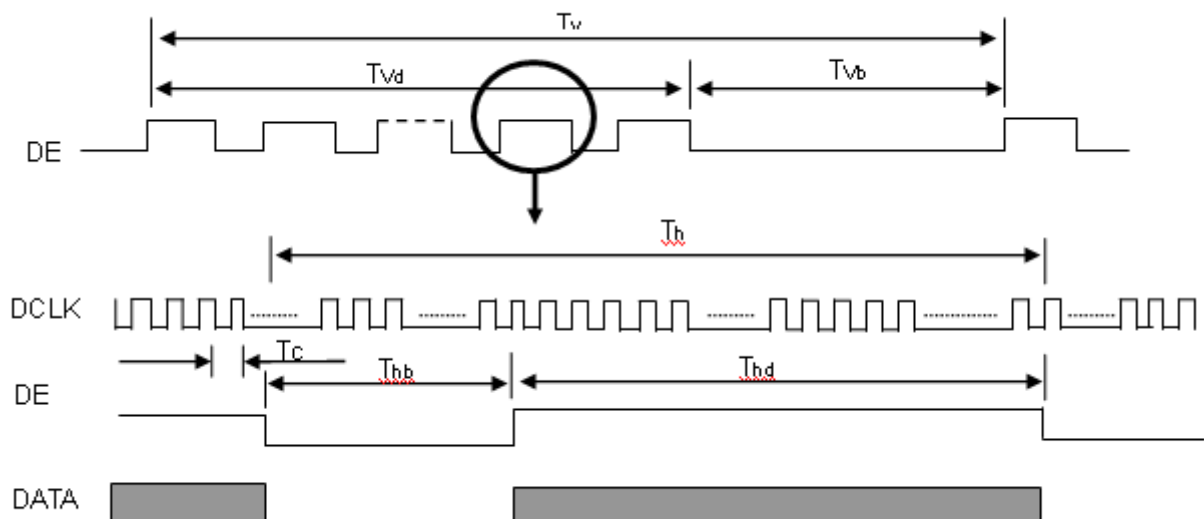 Tv
Tvd
Tvb
DE
Th
DCLK
Tc
Thb
Thd
DE
DATA